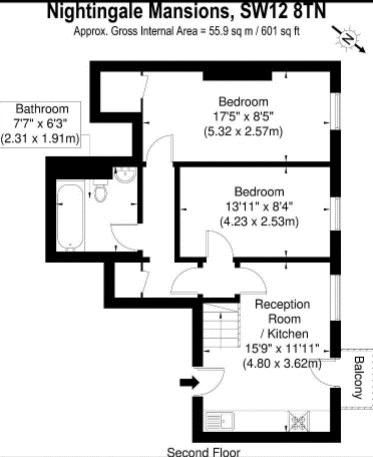 Nightingale Mansions, SW12 8TN
Approx. Gross Internal Area = 55.9 sq m / 601 sq ft
N
Bathroom
7'7" x 6'3"
(2.31 x 1.91m)
Bedroom
17'5" x 8'5"
(5.32 x 2.57m)
Bedroom
13'11" x 8'4"
(4.23 x 2.53m)
Reception
Room
/ Kitchen
15'9" x 11'11"
(4.80 x 3.62m)
Balcony
Second Floor